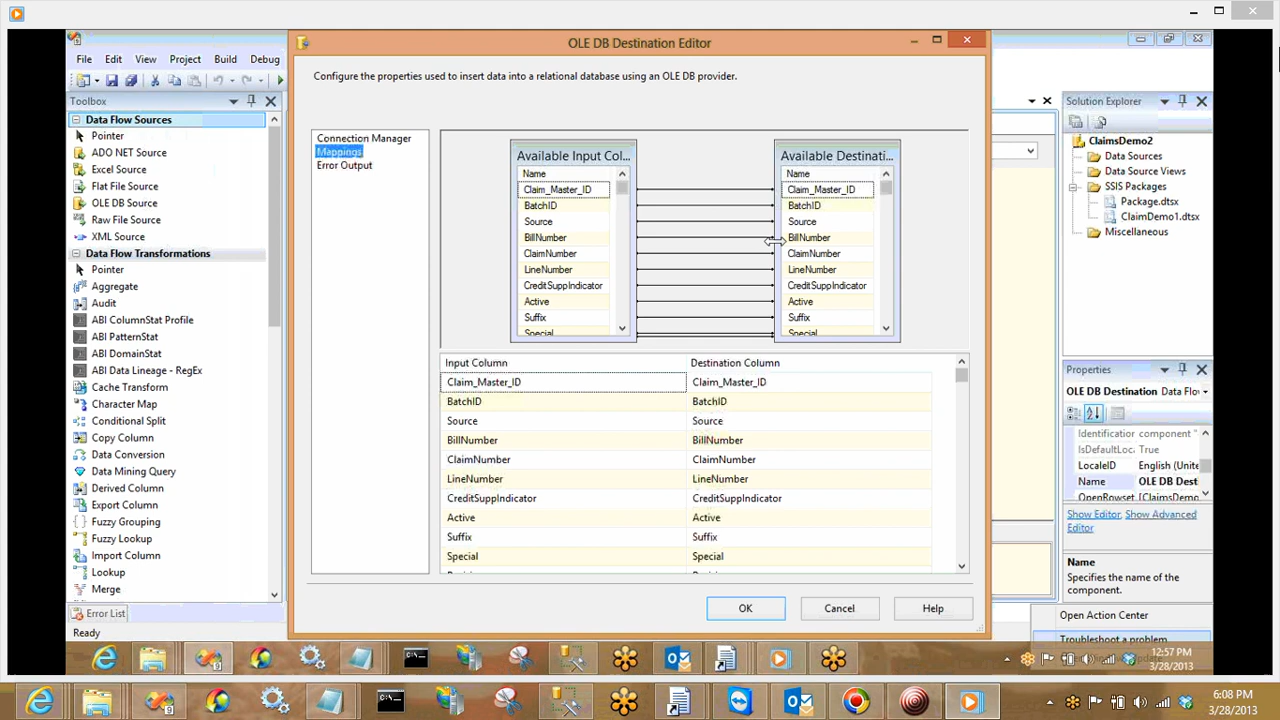 OLE DB Destination Editor
File Edit View Project Build Debug
Configure the properties used to insert data into a relational database using an OLE DB provider.
Toolbox
Data Flow Sources
Pointer
ADO NET Source
Excel Source
Flat File Source
OLE DB Source
Raw File Source
XML Source
Data Flow Transformations
Pointer
Aggregate
Audit
ABI ColumnStat Profile
ABI PatternStat
ABI DomainStat
ABI Data Lineage - RegEx
Cache Transform
Character Map
Conditional Split
Copy Column
Data Conversion
Data Mining Query
Derived Column
Export Column
Fuzzy Grouping
Fuzzy Lookup
Import Column
Lookup
Merge
Error List
Ready
Connection Manager
Mappings
Error Output
Available Input Col...
Name
Claim_Master_ID
BatchID
Source
BillNumber
ClaimNumber
LineNumber
CreditSuppIndicator
Active
Suffix
Special
Available Destinati...
Name
Claim_Master_ID
BatchID
Source
BillNumber
ClaimNumber
LineNumber
CreditSuppIndicator
Active
Suffix
Special
Input Column Destination Column
Claim_Master_ID Claim_Master_ID
BatchID BatchID
Source Source
BillNumber BillNumber
ClaimNumber ClaimNumber
LineNumber LineNumber
CreditSuppIndicator CreditSuppIndicator
Active Active
Suffix Suffix
Special Special
OK Cancel Help
Solution Explorer
ClaimsDemo2
Data Sources
Data Source Views
SSIS Packages
Package.dtsx
ClaimDemo1.dtsx
Miscellaneous
Properties
OLE DB Destination Data Flo
Identification component "
IsDefaultLoc True
LocaleID English (Unite
Name OLE DB Dest
OpenRowset [ClaimsDemo
Show Editor, Show Advanced
Editor
Name
Specifies the name of the
component.
Open Action Center
Troubleshoot a problem
12:57 PM
3/28/2013
6:08 PM
3/28/2013